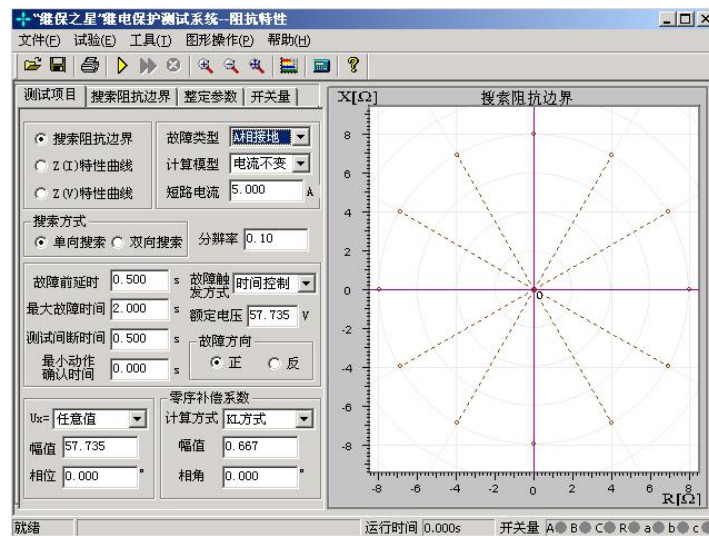 "继保之星"继电保护测试系统--阻抗特性
文件(F) 试验(E) 工具(T) 图形操作(P) 帮助(H)
测试项目 搜索阻抗边界 整定参数 开关量
搜索阻抗边界
Z(I)特性曲线
Z(V)特性曲线
故障类型 A相接地
计算模型 电流不变
短路电流 5.000 A
搜索方式
单向搜索 双向搜索 分辨率 0.10
故障前延时 0.500 s
最大故障时间 2.000 s
测试间断时间 0.500 s
最小动作
确认时间 0.000 s
故障触
发方式 时间控制
额定电压 57.735 V
故障方向
正 反
Ux= 任意值
幅值 57.735
相位 0.000 °
零序补偿系数
计算方式 KL方式
幅值 0.667
相角 0.000 °
X[Ω] 搜索阻抗边界
8
6
4
2
0
-2
-4
-6
-8
0
-8 -6 -4 -2 0 2 4 6 8
R[Ω]
就绪 运行时间 0.000s 开关量 A B C R a b c